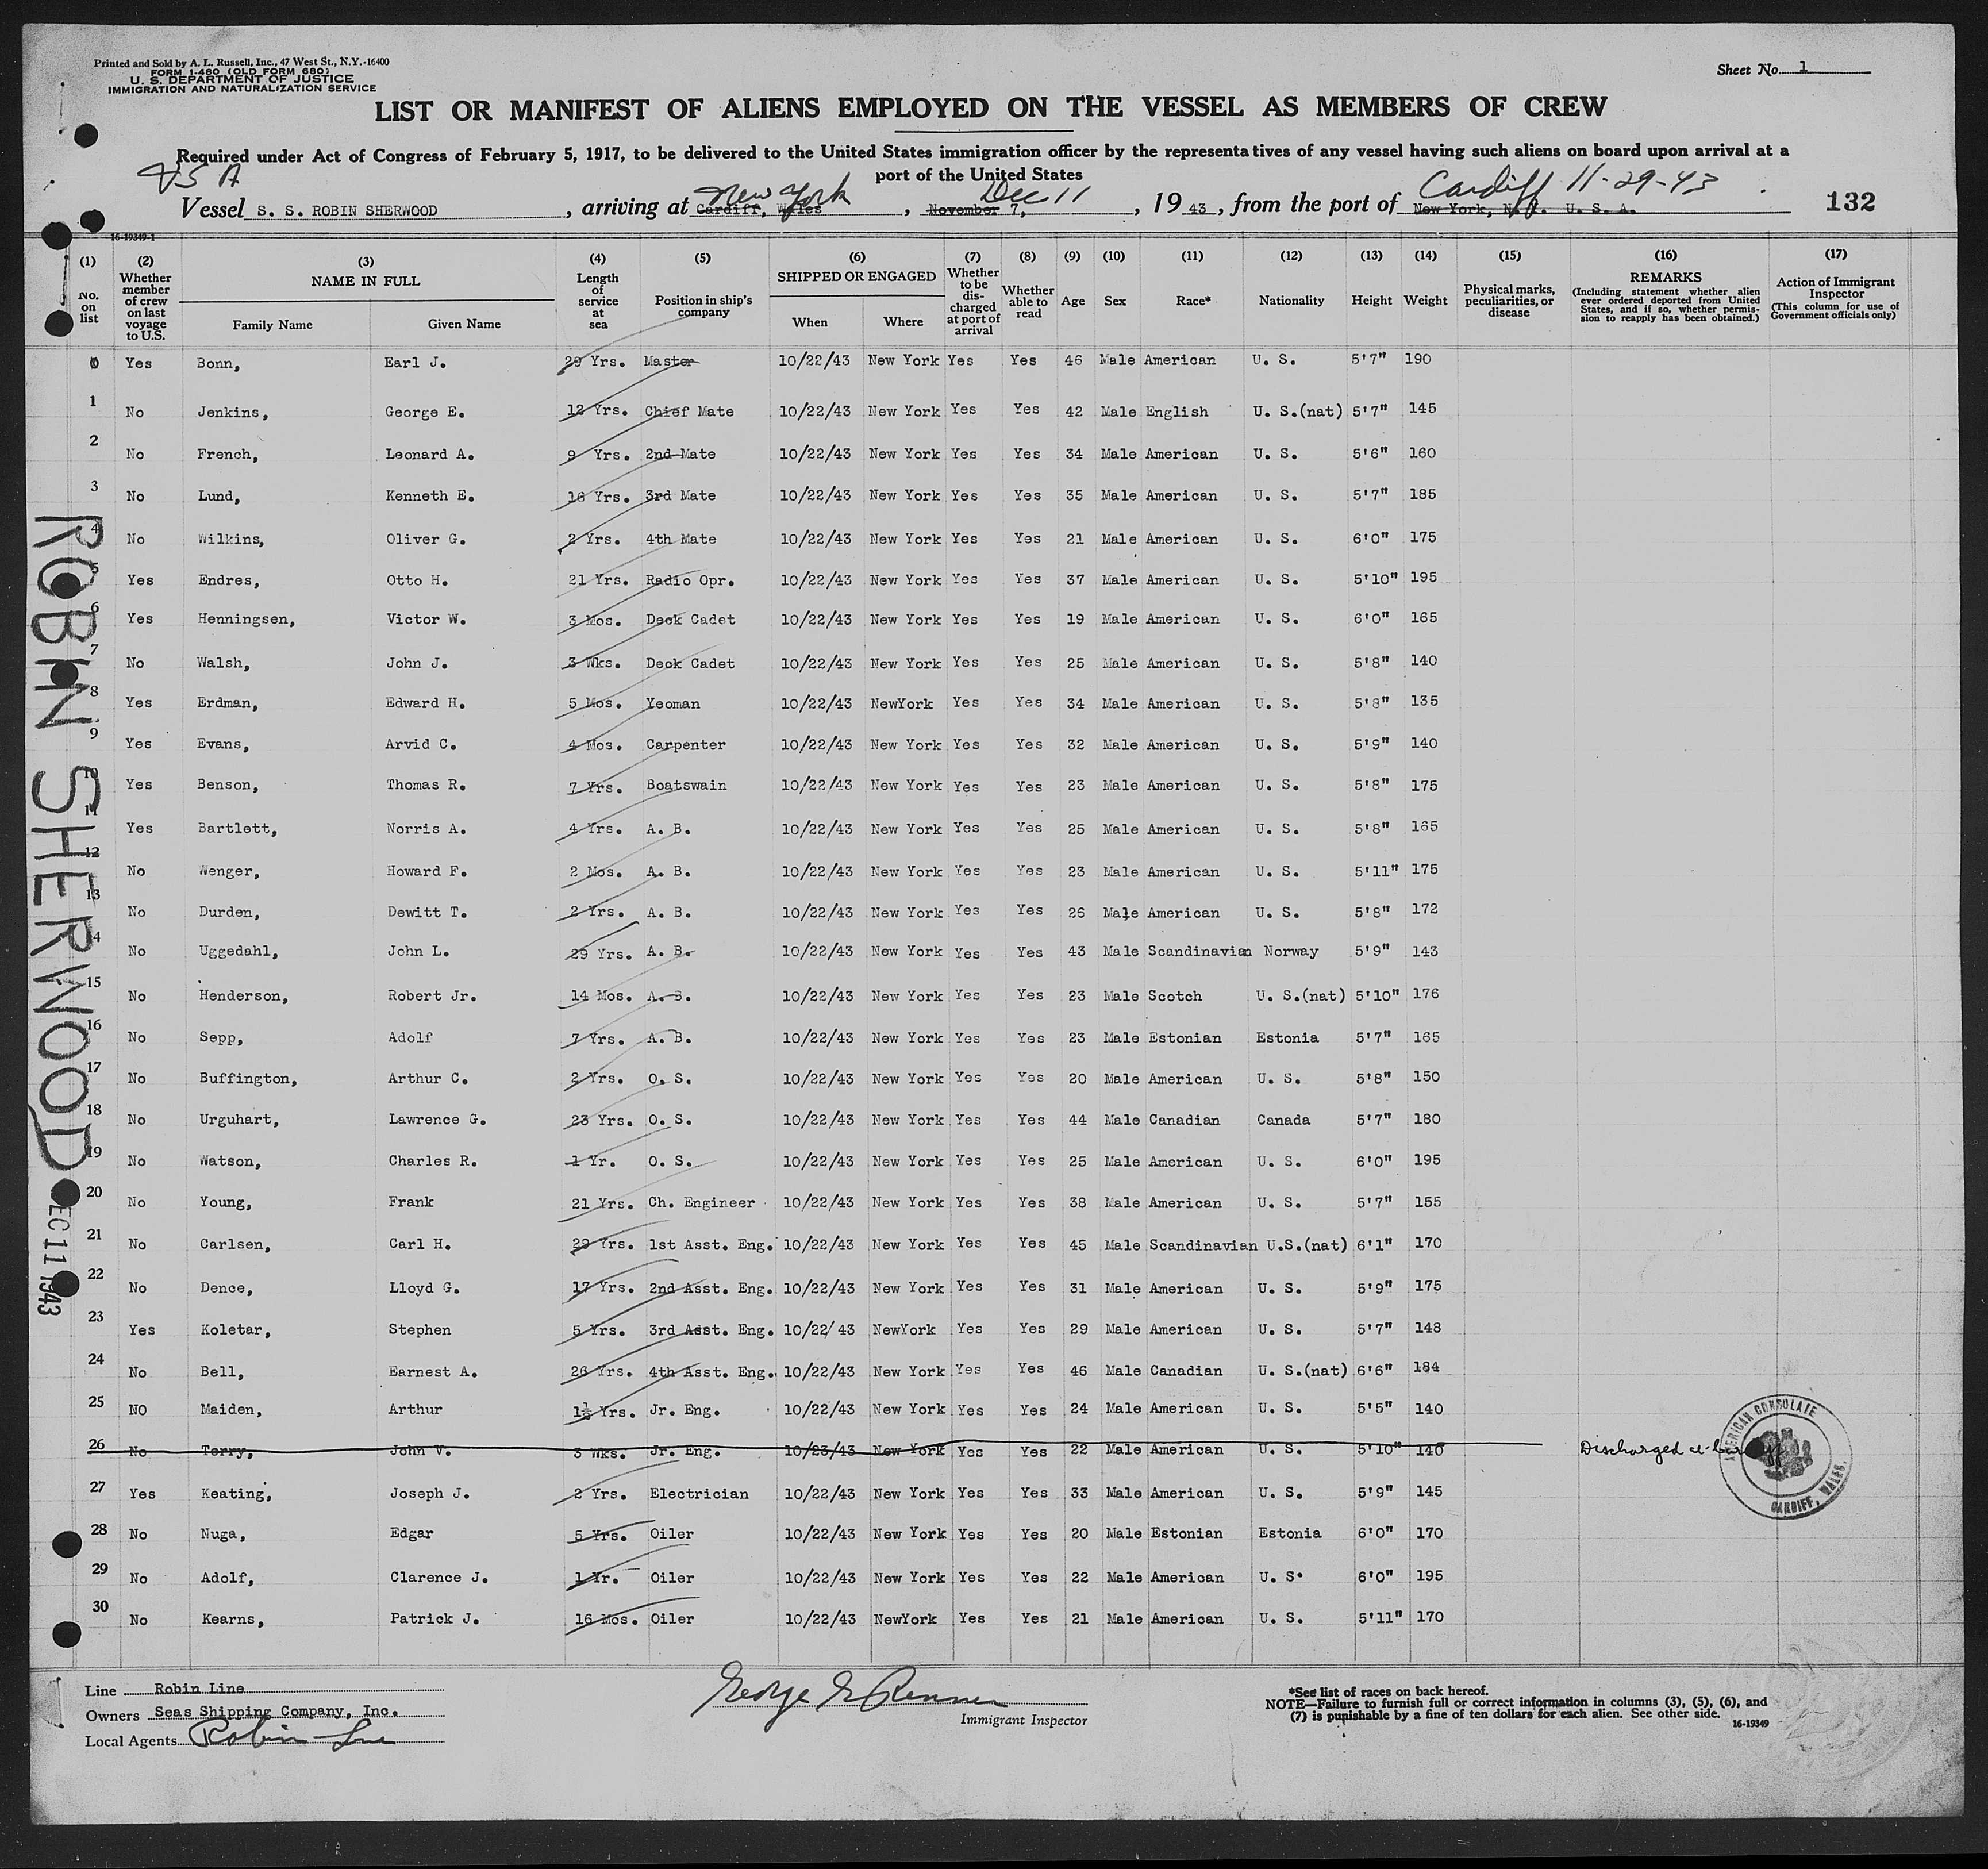 Printed and Sold by A. L. Russell, Inc., 47 West St., N.Y.-16400
FORM I-480 (OLD FORM 680)
U. S. DEPARTMENT OF JUSTICE
IMMIGRATION AND NATURALIZATION SERVICE
Sheet No. 1
LIST OR MANIFEST OF ALIENS EMPLOYED ON THE VESSEL AS MEMBERS OF CREW
Required under Act of Congress of February 5, 1917, to be delivered to the United States immigration officer by the representatives of any vessel having such aliens on board upon arrival at a
port of the United States
USA New York Dec 11 Cardiff 11-29-43
Vessel S. S. ROBIN SHERWOOD, arriving at Cardiff, Wales, November 7, 1943, from the port of New York, N.Y. U. S. A. 132
16-19349-1
(1) No. on list (2) Whether member of crew on last voyage to U.S. (3) NAME IN FULL Family Name Given Name (4) Length of service at sea (5) Position in ship's company (6) SHIPPED OR ENGAGED When Where (7) Whether to be discharged at port of arrival (8) Whether able to read (9) Age (10) Sex (11) Race* (12) Nationality (13) Height (14) Weight (15) Physical marks, peculiarities, or disease (16) REMARKS (Including statement whether alien ever ordered deported from United States, and if so, whether permission to reapply has been obtained.) (17) Action of Immigrant Inspector (This column for use of Government officials only)
0 Yes Bonn, Earl J. 29 Yrs. Master 10/22/43 New York Yes Yes 46 Male American U. S. 5'7" 190
1 No Jenkins, George E. 12 Yrs. Chief Mate 10/22/43 New York Yes Yes 42 Male English U. S.(nat) 5'7" 145
2 No French, Leonard A. 9 Yrs. 2nd Mate 10/22/43 New York Yes Yes 34 Male American U. S. 5'6" 160
3 No Lund, Kenneth E. 16 Yrs. 3rd Mate 10/22/43 New York Yes Yes 35 Male American U. S. 5'7" 185
4 No Wilkins, Oliver G. 2 Yrs. 4th Mate 10/22/43 New York Yes Yes 21 Male American U. S. 6'0" 175
5 Yes Endres, Otto H. 21 Yrs. Radio Opr. 10/22/43 New York Yes Yes 37 Male American U. S. 5'10" 195
6 Yes Henningsen, Victor W. 3 Mos. Deck Cadet 10/22/43 New York Yes Yes 19 Male American U. S. 6'0" 165
7 No Walsh, John J. 3 Wks. Deck Cadet 10/22/43 New York Yes Yes 25 Male American U. S. 5'8" 140
8 Yes Erdman, Edward H. 5 Mos. Yeoman 10/22/43 NewYork Yes Yes 34 Male American U. S. 5'8" 135
9 Yes Evans, Arvid C. 4 Mos. Carpenter 10/22/43 New York Yes Yes 32 Male American U. S. 5'9" 140
10 Yes Benson, Thomas R. 7 Yrs. Boatswain 10/22/43 New York Yes Yes 23 Male American U. S. 5'8" 175
11 Yes Bartlett, Norris A. 4 Yrs. A. B. 10/22/43 New York Yes Yes 25 Male American U. S. 5'8" 165
12 No Wenger, Howard F. 2 Mos. A. B. 10/22/43 New York Yes Yes 23 Male American U. S. 5'11" 175
13 No Durden, Dewitt T. 2 Yrs. A. B. 10/22/43 New York Yes Yes 26 Male American U. S. 5'8" 172
14 No Uggedahl, John L. 29 Yrs. A. B. 10/22/43 New York Yes Yes 43 Male Scandinavian Norway 5'9" 143
15 No Henderson, Robert Jr. 14 Mos. A. B. 10/22/43 New York Yes Yes 23 Male Scotch U. S.(nat) 5'10" 176
16 No Sepp, Adolf 7 Yrs. A. B. 10/22/43 New York Yes Yes 23 Male Estonian Estonia 5'7" 165
17 No Buffington, Arthur C. 2 Yrs. O. S. 10/22/43 New York Yes Yes 20 Male American U. S. 5'8" 150
18 No Urguhart, Lawrence G. 23 Yrs. O. S. 10/22/43 New York Yes Yes 44 Male Canadian Canada 5'7" 180
19 No Watson, Charles R. 1 Yr. O. S. 10/22/43 New York Yes Yes 25 Male American U. S. 6'0" 195
20 No Young, Frank 21 Yrs. Ch. Engineer 10/22/43 New York Yes Yes 38 Male American U. S. 5'7" 155
21 No Carlsen, Carl H. 29 Yrs. 1st Asst. Eng. 10/22/43 New York Yes Yes 45 Male Scandinavian U.S.(nat) 6'1" 170
22 No Dence, Lloyd G. 17 Yrs. 2nd Asst. Eng. 10/22/43 New York Yes Yes 31 Male American U. S. 5'9" 175
23 Yes Koletar, Stephen 5 Yrs. 3rd Asst. Eng. 10/22/43 NewYork Yes Yes 29 Male American U. S. 5'7" 148
24 No Bell, Earnest A. 26 Yrs. 4th Asst. Eng. 10/22/43 New York Yes Yes 46 Male Canadian U. S.(nat) 6'6" 184
25 NO Maiden, Arthur 1½ Yrs. Jr. Eng. 10/22/43 New York Yes Yes 24 Male American U. S. 5'5" 140
26 No Terry, John V. 3 Wks. Jr. Eng. 10/23/43 New York Yes Yes 22 Male American U. S. 5'10" 140 Discharged at
27 Yes Keating, Joseph J. 2 Yrs. Electrician 10/22/43 New York Yes Yes 33 Male American U. S. 5'9" 145
28 No Nuga, Edgar 5 Yrs. Oiler 10/22/43 New York Yes Yes 20 Male Estonian Estonia 6'0" 170
29 No Adolf, Clarence J. 1 Yr. Oiler 10/22/43 New York Yes Yes 22 Male American U. S. 6'0" 195
30 No Kearns, Patrick J. 16 Mos. Oiler 10/22/43 NewYork Yes Yes 21 Male American U. S. 5'11" 170
AMERICAN CONSULATE
CARDIFF, WALES.
ROBIN SHERWOOD
EC 11 1943
Line Robin Line
Owners Seas Shipping Company, Inc.
Local Agents Robin Line
George Renner
Immigrant Inspector
*See list of races on back hereof.
NOTE—Failure to furnish full or correct information in columns (3), (5), (6), and
(7) is punishable by a fine of ten dollars for each alien. See other side.
16-19349